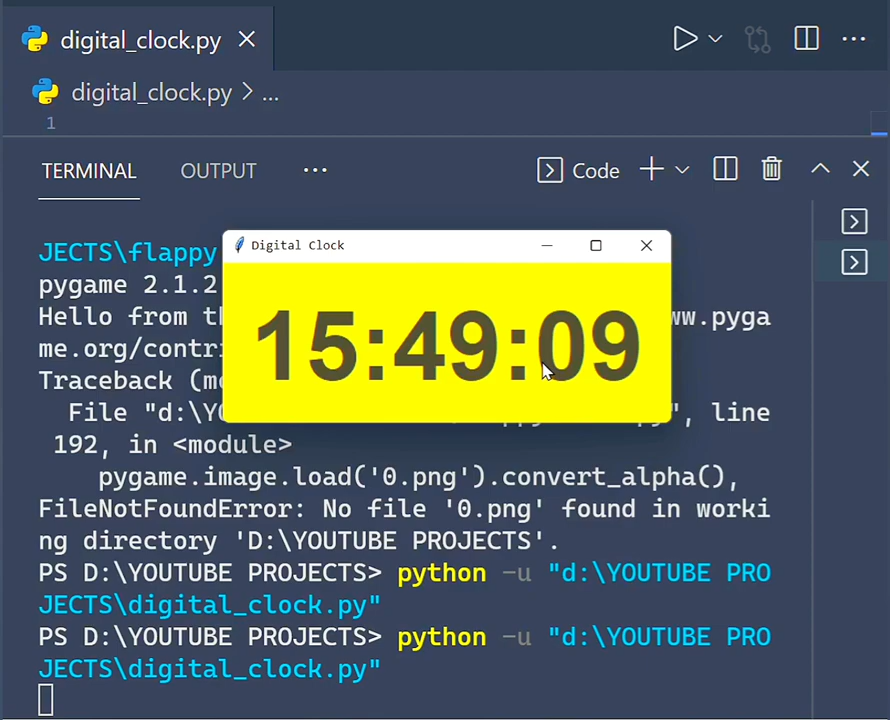 digital_clock.py
digital_clock.py > ...
1
TERMINAL OUTPUT ...
Code
JECTS\flappy
Digital Clock
pygame 2.1.2
Hello from
ww.pyga
me.org/contri
15:49:09
Traceback
File "d:\YO
", line
192, in <module>
pygame.image.load('0.png').convert_alpha(),
FileNotFoundError: No file '0.png' found in worki
ng directory 'D:\YOUTUBE PROJECTS'.
PS D:\YOUTUBE PROJECTS> python -u "d:\YOUTUBE PRO
JECTS\digital_clock.py"
PS D:\YOUTUBE PROJECTS> python -u "d:\YOUTUBE PRO
JECTS\digital_clock.py"